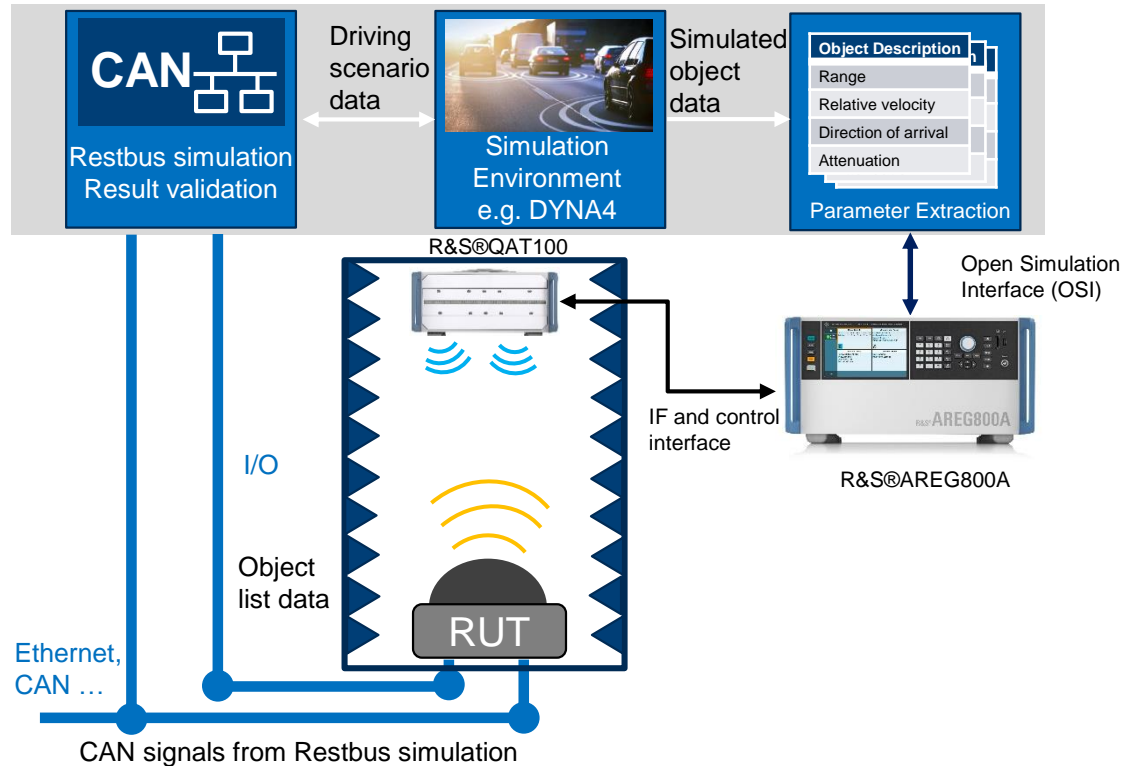 CAN
Restbus simulation
Result validation
Driving
scenario
data
Simulation
Environment
e.g. DYNA4
Simulated
object
data
Object Description
Range
Relative velocity
Direction of arrival
Attenuation
Parameter Extraction
R&S®QAT100
Open Simulation
Interface (OSI)
IF and control
interface
R&S®AREG800A
R&S®AREG800A
I/O
Object
list data
RUT
Ethernet,
CAN …
CAN signals from Restbus simulation